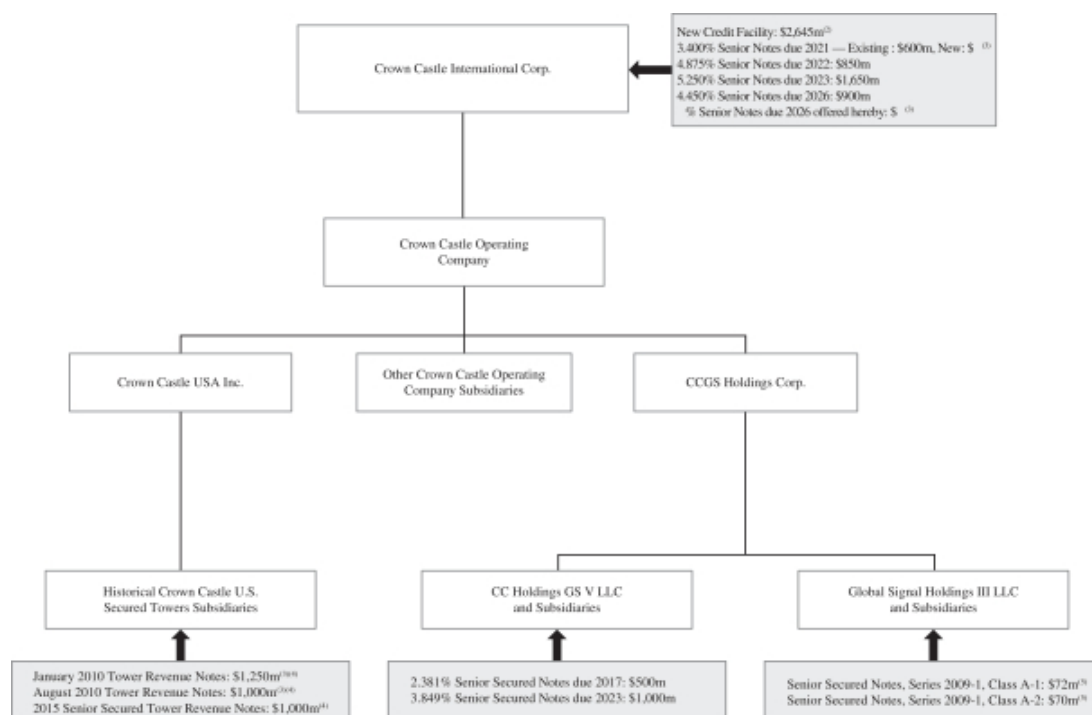 Crown Castle International Corp.
New Credit Facility: $2,645m(2)
3.400% Senior Notes due 2021 — Existing : $600m, New: $ (3)
4.875% Senior Notes due 2022: $850m
5.250% Senior Notes due 2023: $1,650m
4.450% Senior Notes due 2026: $900m
% Senior Notes due 2026 offered hereby: $ (3)
Crown Castle Operating
Company
Crown Castle USA Inc.
Other Crown Castle Operating
Company Subsidiaries
CCGS Holdings Corp.
Historical Crown Castle U.S.
Secured Towers Subsidiaries
CC Holdings GS V LLC
and Subsidiaries
Global Signal Holdings III LLC
and Subsidiaries
January 2010 Tower Revenue Notes: $1,250m
August 2010 Tower Revenue Notes: $1,000m(3)(4)
2015 Senior Secured Tower Revenue Notes: $1,000m(4)
2.381% Senior Secured Notes due 2017: $500m
3.849% Senior Secured Notes due 2023: $1,000m
Senior Secured Notes, Series 2009-1, Class A-1: $72m
Senior Secured Notes, Series 2009-1, Class A-2: $70m